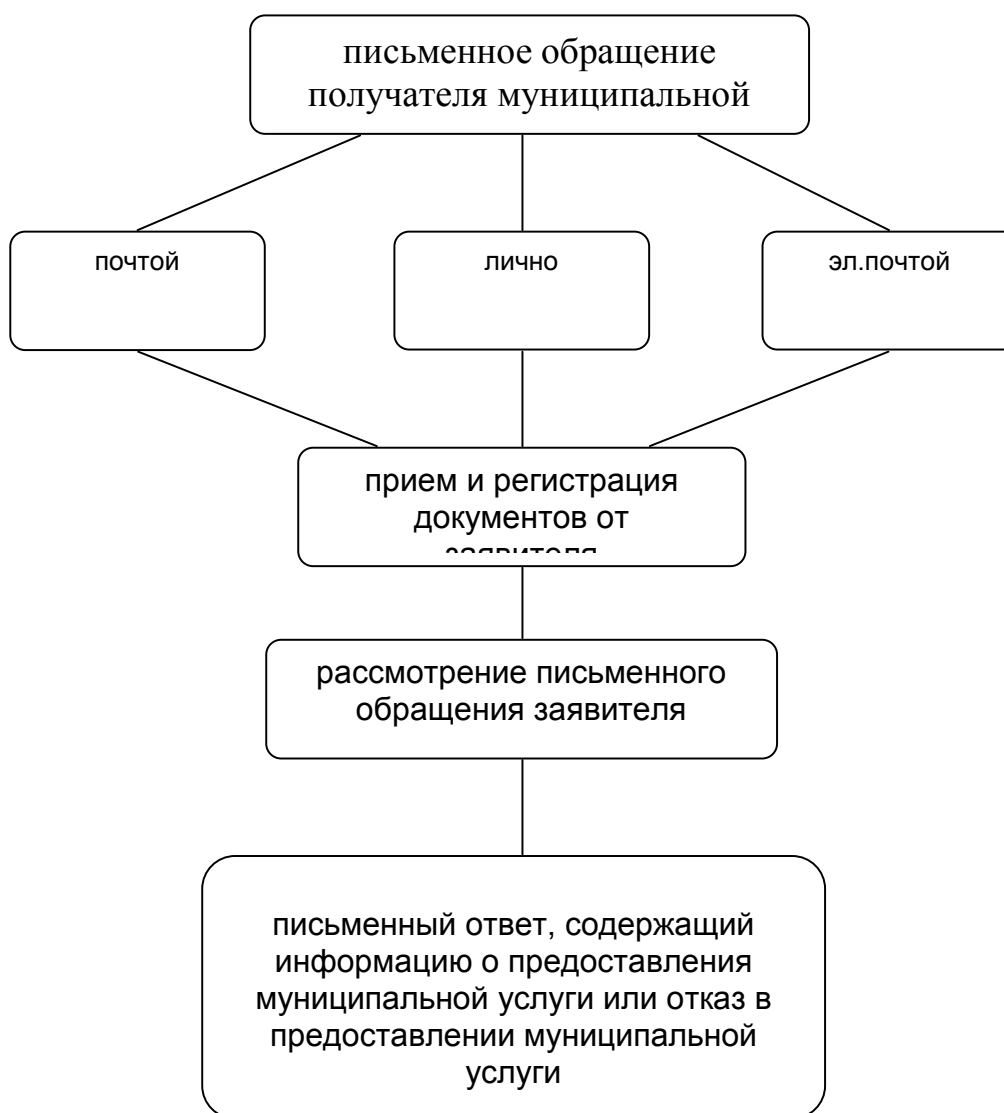 письменное обращение
получателя муниципальной
почтой
лично
эл.почтой
прием и регистрация
документов от
заявителя
рассмотрение письменного
обращения заявителя
письменный ответ, содержащий
информацию о предоставления
муниципальной услуги или отказ в
предоставлении муниципальной
услуги